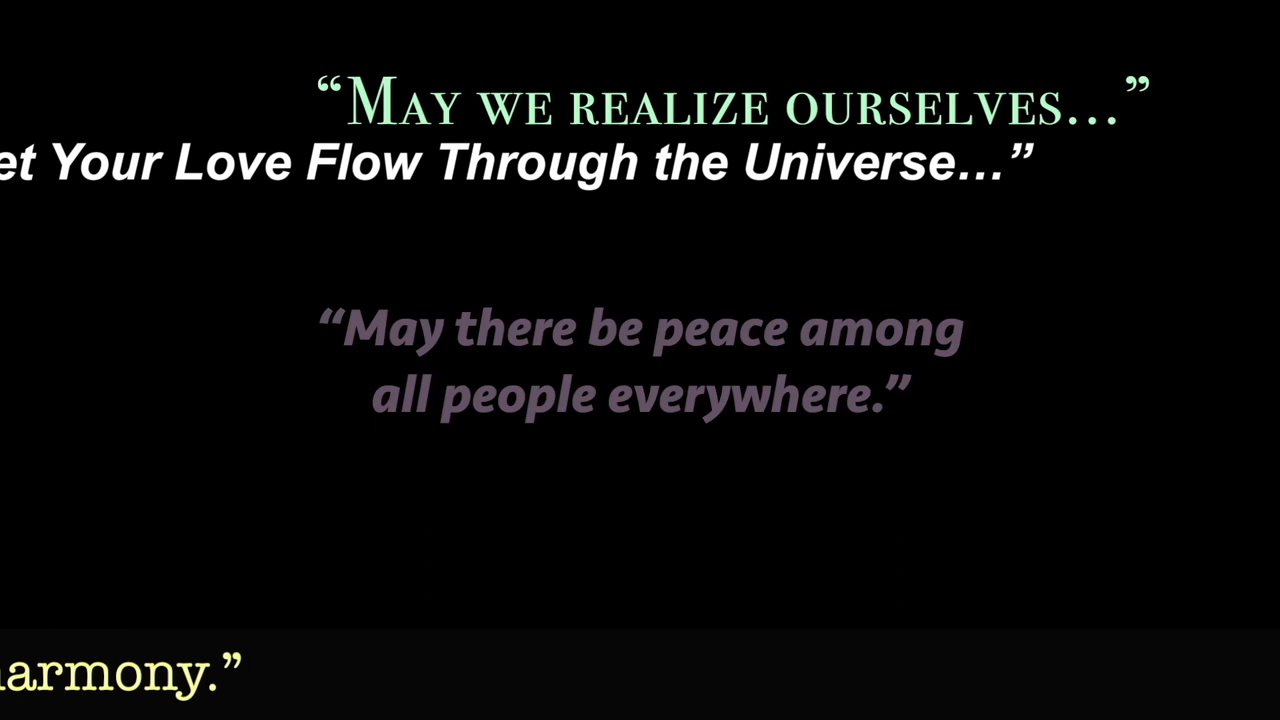 “May we realize ourselves…”
et Your Love Flow Through the Universe…”
“May there be peace among
all people everywhere.”
armony.”